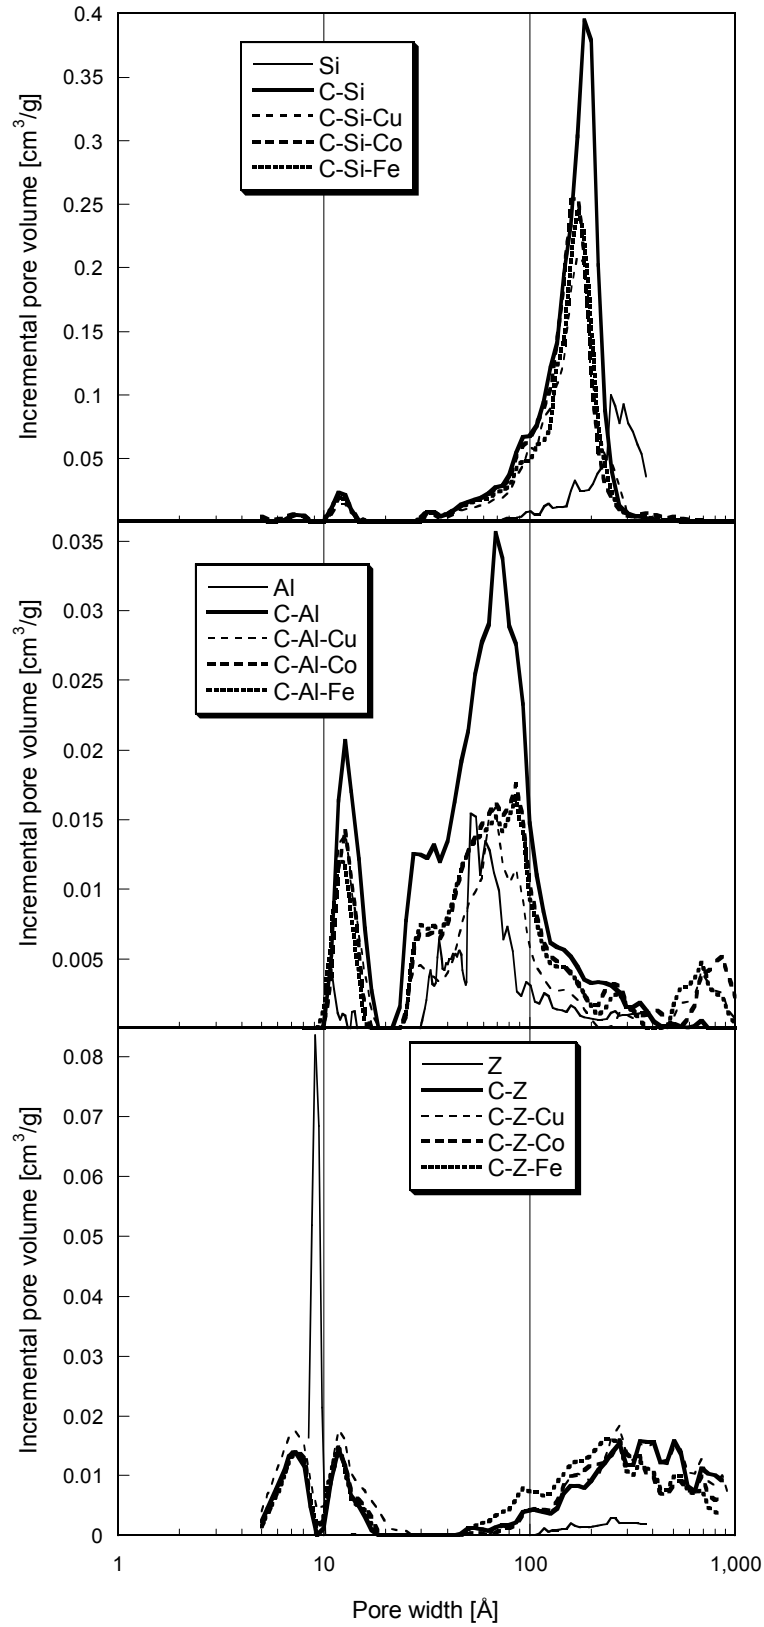 0.4
0.35
0.3
0.25
0.2
0.15
0.1
0.05
Incremental pore volume [cm³/g]
Si
C-Si
C-Si-Cu
C-Si-Co
C-Si-Fe
0.035
0.03
0.025
0.02
0.015
0.01
0.005
Incremental pore volume [cm³/g]
Al
C-Al
C-Al-Cu
C-Al-Co
C-Al-Fe
0.08
0.07
0.06
0.05
0.04
0.03
0.02
0.01
0
Incremental pore volume [cm³/g]
Z
C-Z
C-Z-Cu
C-Z-Co
C-Z-Fe
1 10 100 1,000
Pore width [Å]